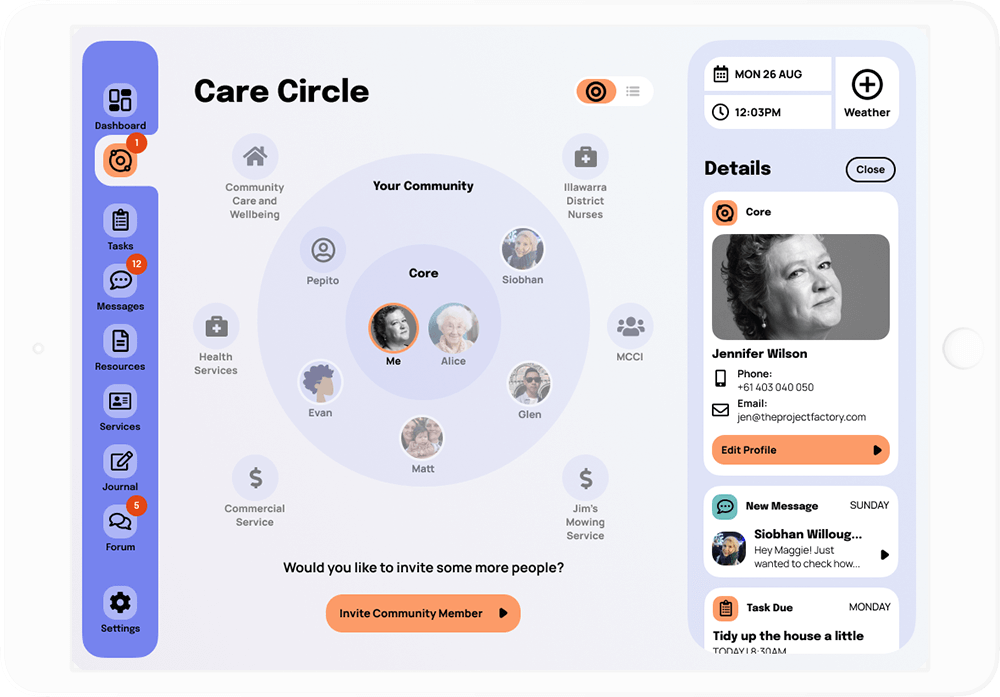 Dashboard
1
Tasks
12
Messages
Resources
Services
Journal
5
Forum
Settings
Care Circle
Community
Care and
Wellbeing
Illawarra
District
Nurses
Your Community
Pepito
Siobhan
Core
Me
Alice
Health
Services
MCCI
Evan
Glen
Matt
$
Commercial
Service
$
Jim's
Mowing
Service
Would you like to invite some more people?
Invite Community Member
MON 26 AUG
12:03PM
Weather
Details
Close
Core
Jennifer Wilson
Phone:
+61 403 040 050
Email:
jen@theprojectfactory.com
Edit Profile
New Message SUNDAY
Siobhan Willoug...
Hey Maggie! Just
wanted to check how...
Task Due MONDAY
Tidy up the house a little
TODAY | 8:30AM